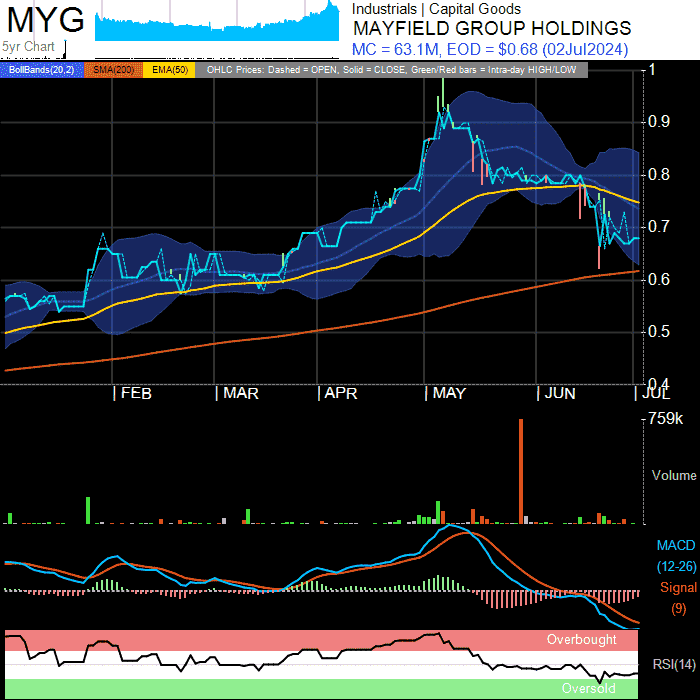 MYG
5yr Chart
Industrials | Capital Goods
MAYFIELD GROUP HOLDINGS
MC = 63.1M, EOD = $0.68 (02Jul2024)
BollBands(20,2) SMA(200) EMA(50) OHLC Prices: Dashed = OPEN, Solid = CLOSE, Green/Red bars = Intra-day HIGH/LOW
1
0.9
0.8
0.7
0.6
0.5
0.4
FEB MAR APR MAY JUN JUL
759k
Volume
MACD
(12-26)
Signal
(9)
Overbought
RSI(14)
Oversold